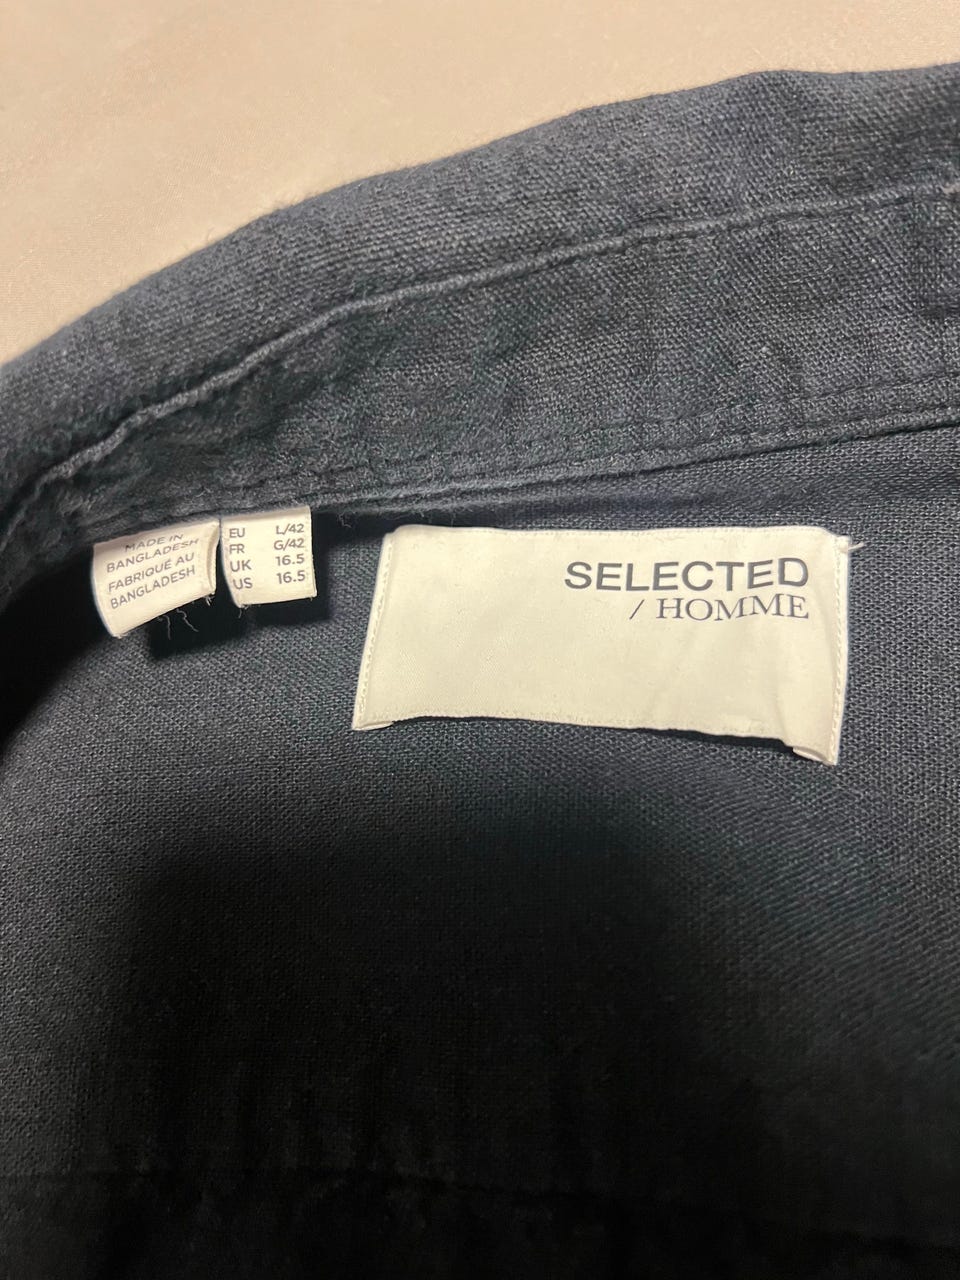 MADE IN
BANGLADESH
FABRIQUÉ AU
BANGLADESH
EU L/42
FR G/42
UK 16.5
US 16.5
SELECTED
/ HOMME